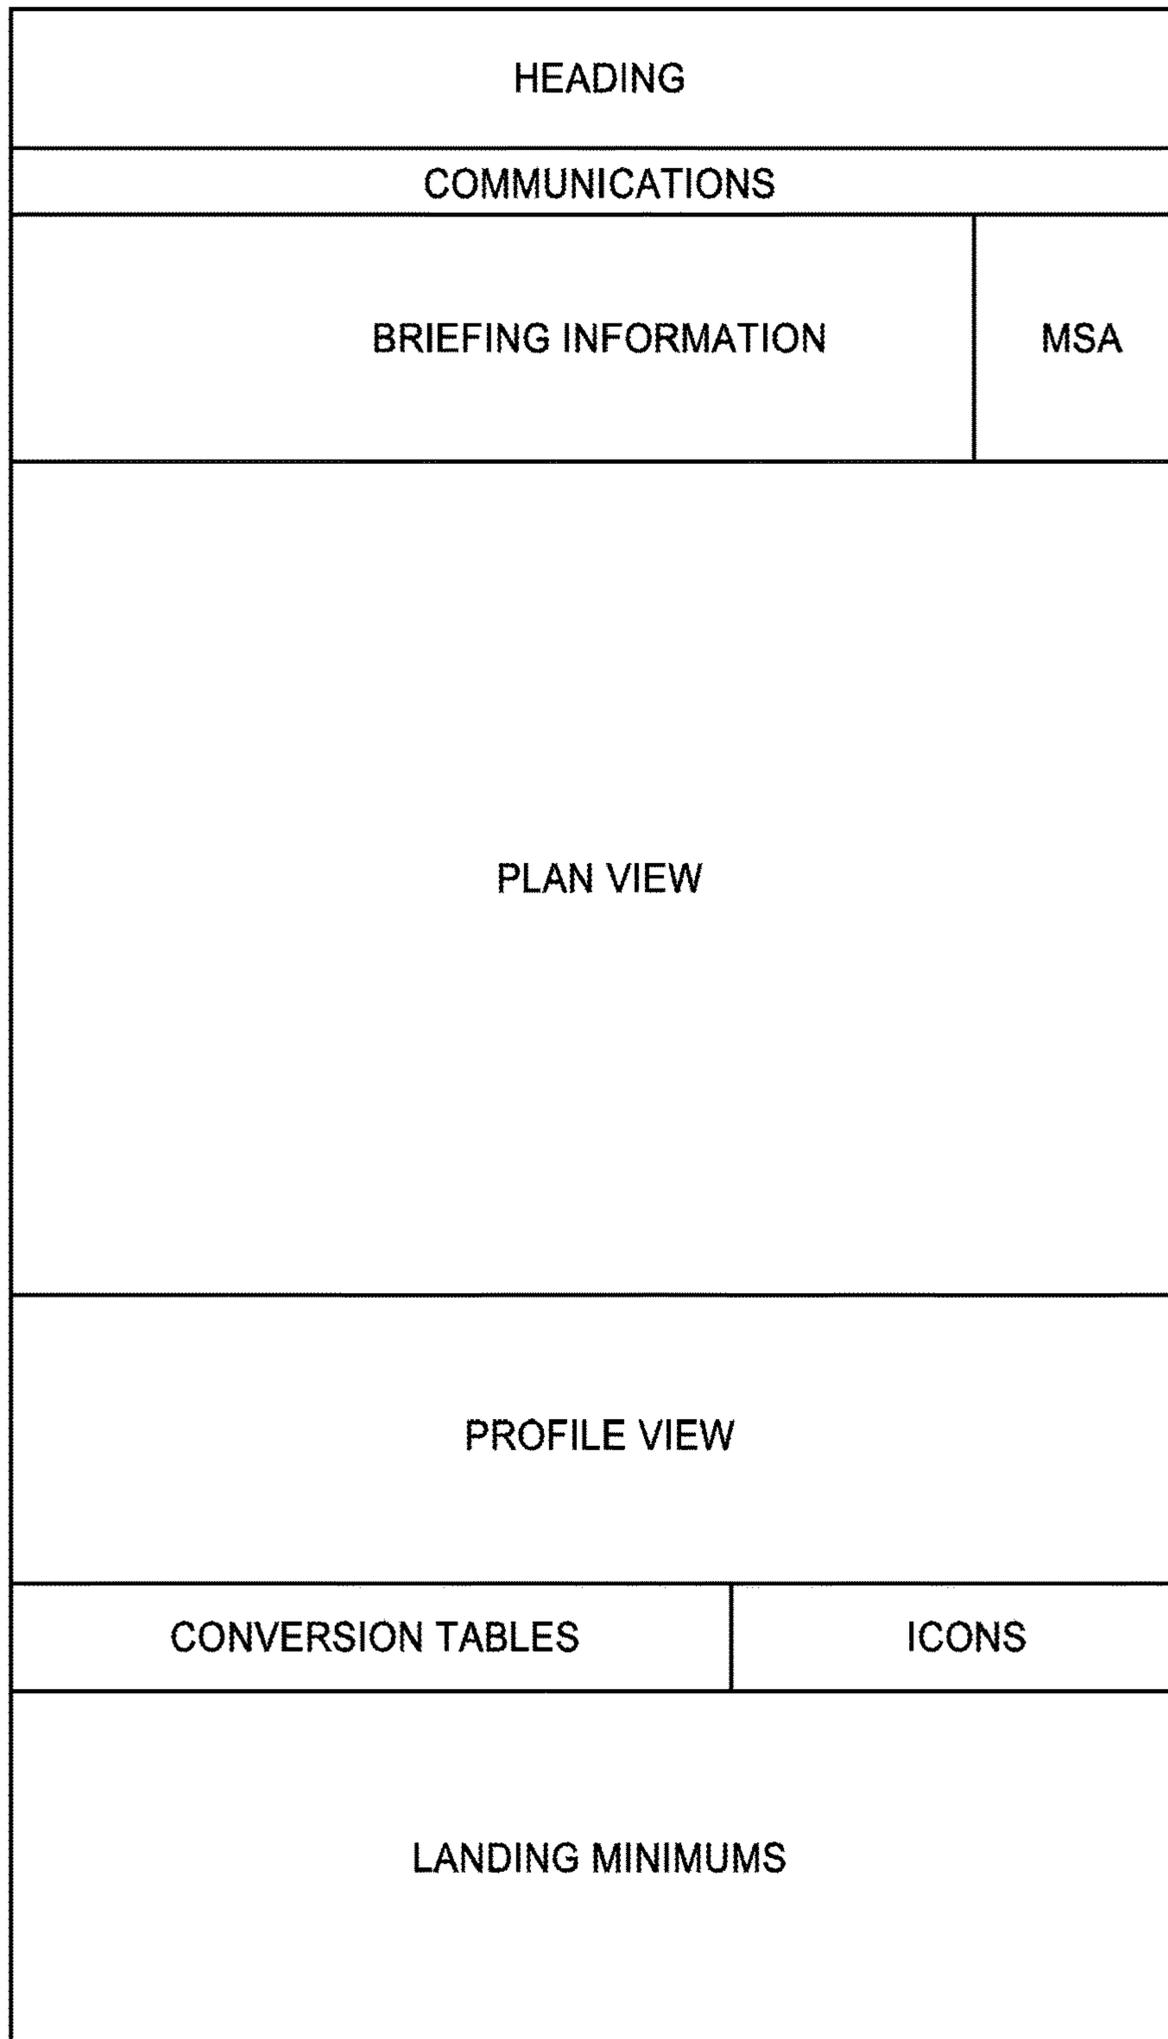 HEADING
COMMUNICATIONS
BRIEFING INFORMATION
MSA
PLAN VIEW
PROFILE VIEW
CONVERSION TABLES
ICONS
LANDING MINIMUMS